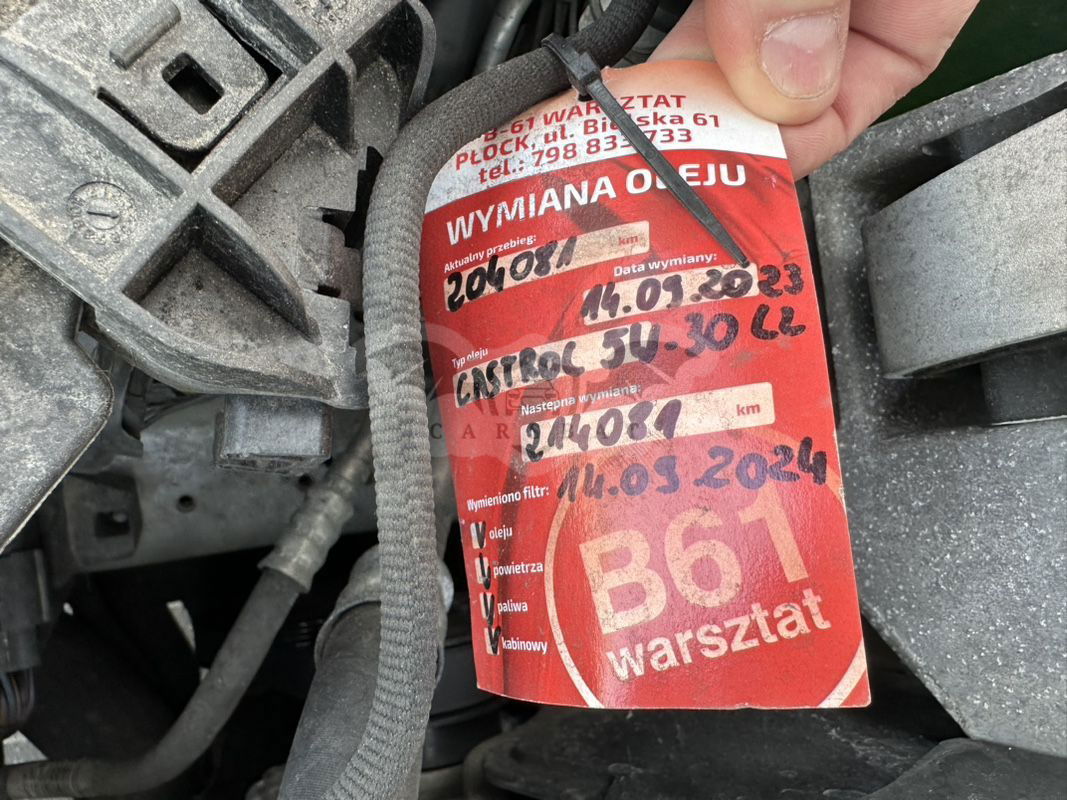 B-61 WARSZTAT
PŁOCK, ul. Bielska 61
tel.: 798 833 733
WYMIANA OLEJU
Aktualny przebieg:
204081 km
Data wymiany:
14.09.2023
Typ oleju
CASTROL 5W-30 LL
Następna wymiana:
214081 km
14.09.2024
Wymieniono filtr:
oleju
powietrza
paliwa
kabinowy
B61
warsztat